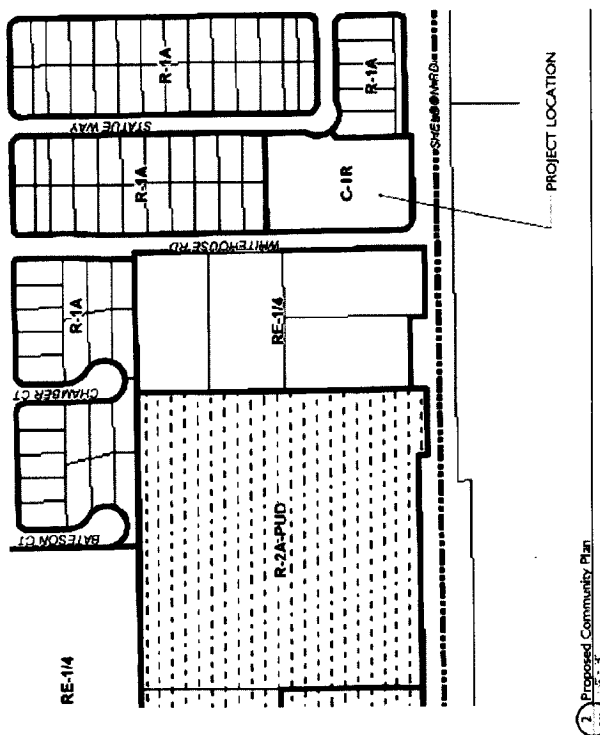 R-1A
R-1A
STATUE WAY
SHELDON RD
PROJECT LOCATION
R-1A
C-IR
WHITEHOUSE RD
R-1A
RE-1/4
CHAMBER CT
BATESON CT
R-2A-PUD
RE-1/4
2 Proposed Community Plan